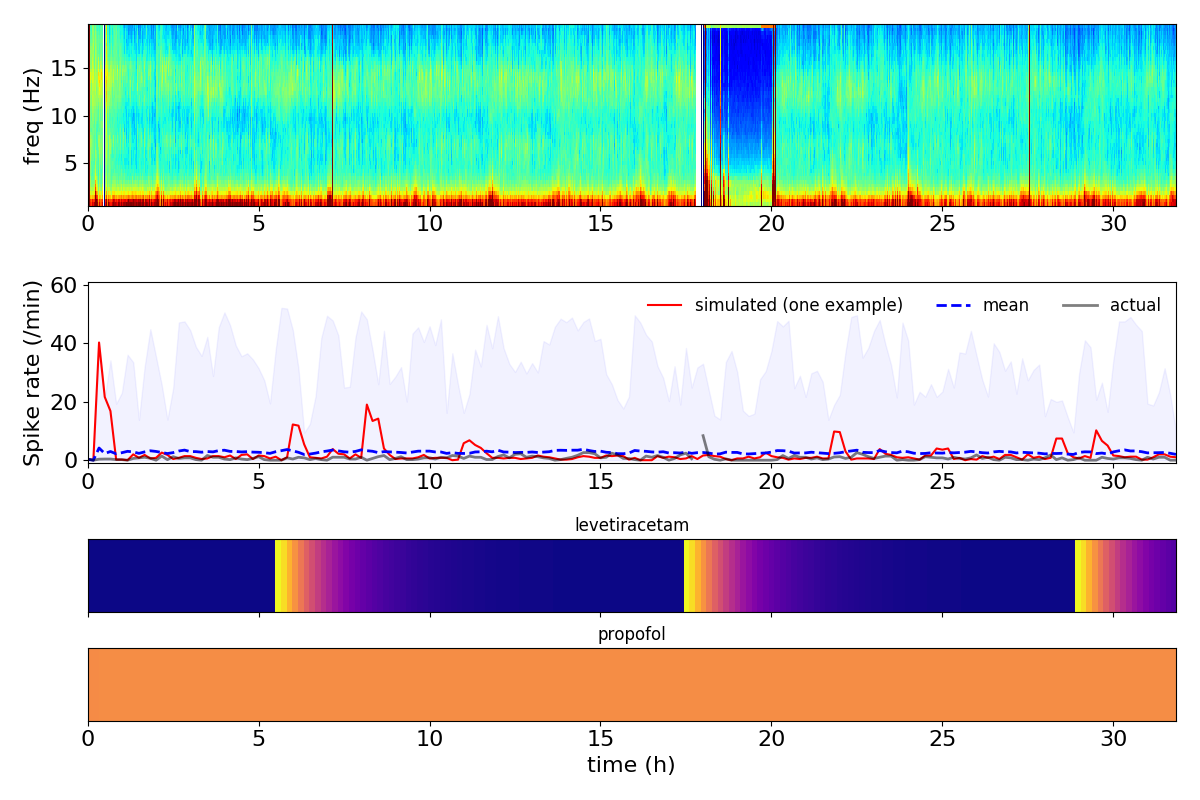 freq (Hz)
15
10
5
0 5 10 15 20 25 30
Spike rate (/min)
60
40
20
0
simulated (one example) mean actual
0 5 10 15 20 25 30
levetiracetam
propofol
0 5 10 15 20 25 30
time (h)